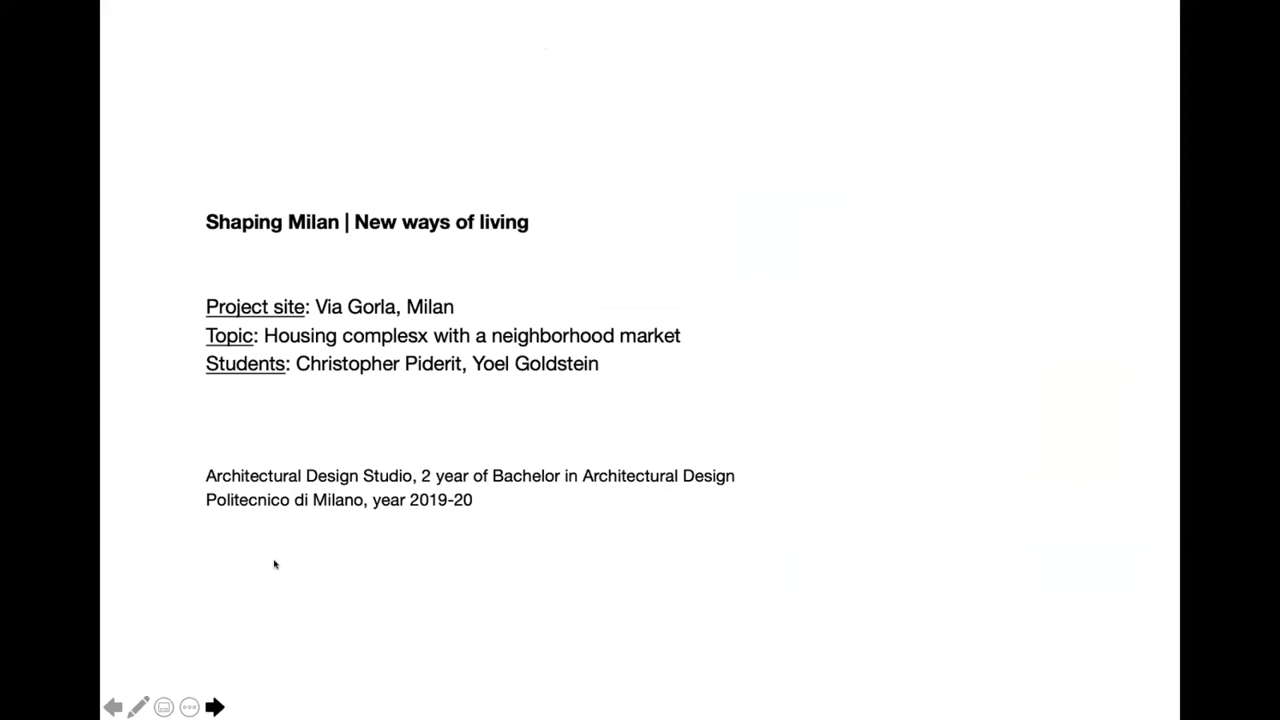 Shaping Milan | New ways of living
Project site: Via Gorla, Milan
Topic: Housing complesx with a neighborhood market
Students: Christopher Piderit, Yoel Goldstein
Architectural Design Studio, 2 year of Bachelor in Architectural Design
Politecnico di Milano, year 2019-20